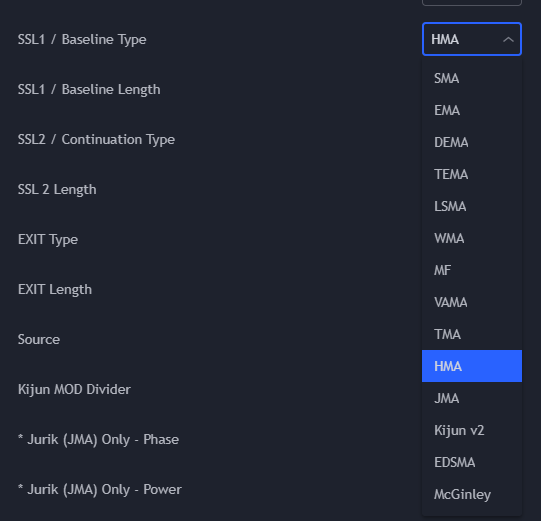 SSL1 / Baseline Type
HMA
SSL1 / Baseline Length
SMA
EMA
SSL2 / Continuation Type
DEMA
TEMA
SSL 2 Length
LSMA
EXIT Type
WMA
MF
EXIT Length
VAMA
Source
TMA
HMA
Kijun MOD Divider
JMA
* Jurik (JMA) Only - Phase
Kijun v2
EDSMA
* Jurik (JMA) Only - Power
McGinley